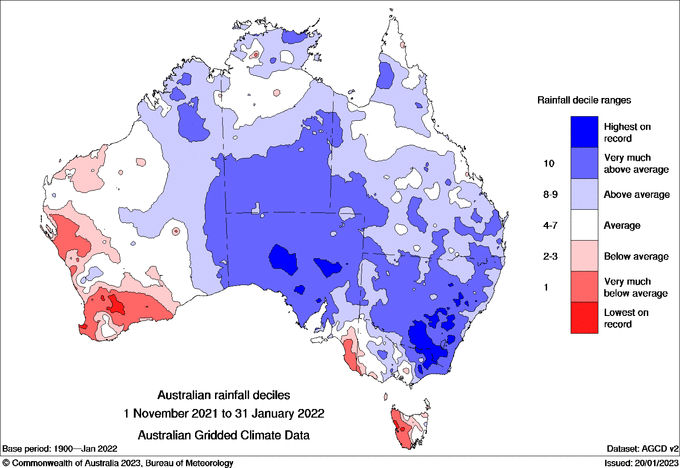 Rainfall decile ranges
Highest on
record
10
Very much
above average
8-9
Above average
4-7
Average
2-3
Below average
1
Very much
below average
Lowest on
record
Australian rainfall deciles
1 November 2021 to 31 January 2022
Australian Gridded Climate Data
Base period: 1900—Jan 2022
Dataset: AGCD v2
© Commonwealth of Australia 2023, Bureau of Meteorology
Issued: 20/01/2023